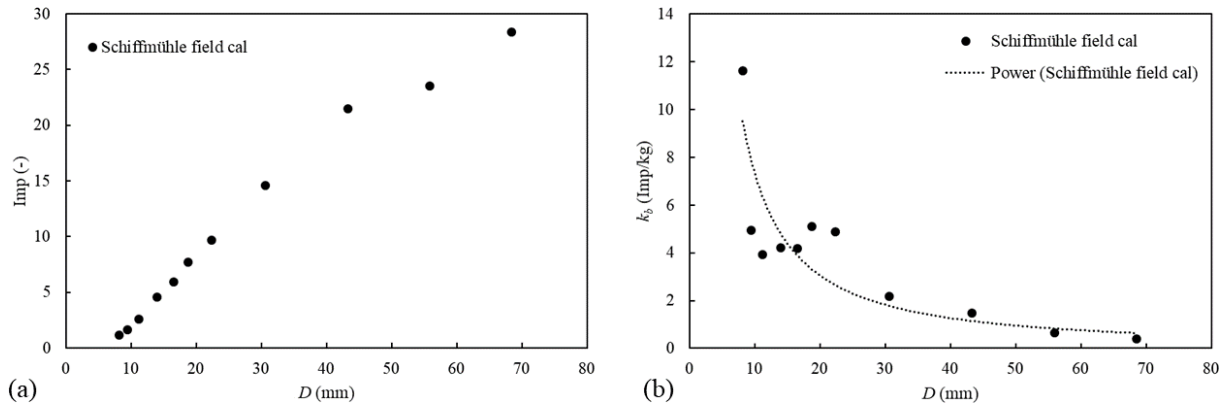 30
25
20
15
10
5
0
Imp (-)
Schiffmühle field cal
0 10 20 30 40 50 60 70 80
D (mm)
(a)
14
12
10
8
6
4
2
0
k_b (Imp/kg)
Schiffmühle field cal
Power (Schiffmühle field cal)
0 10 20 30 40 50 60 70 80
D (mm)
(b)